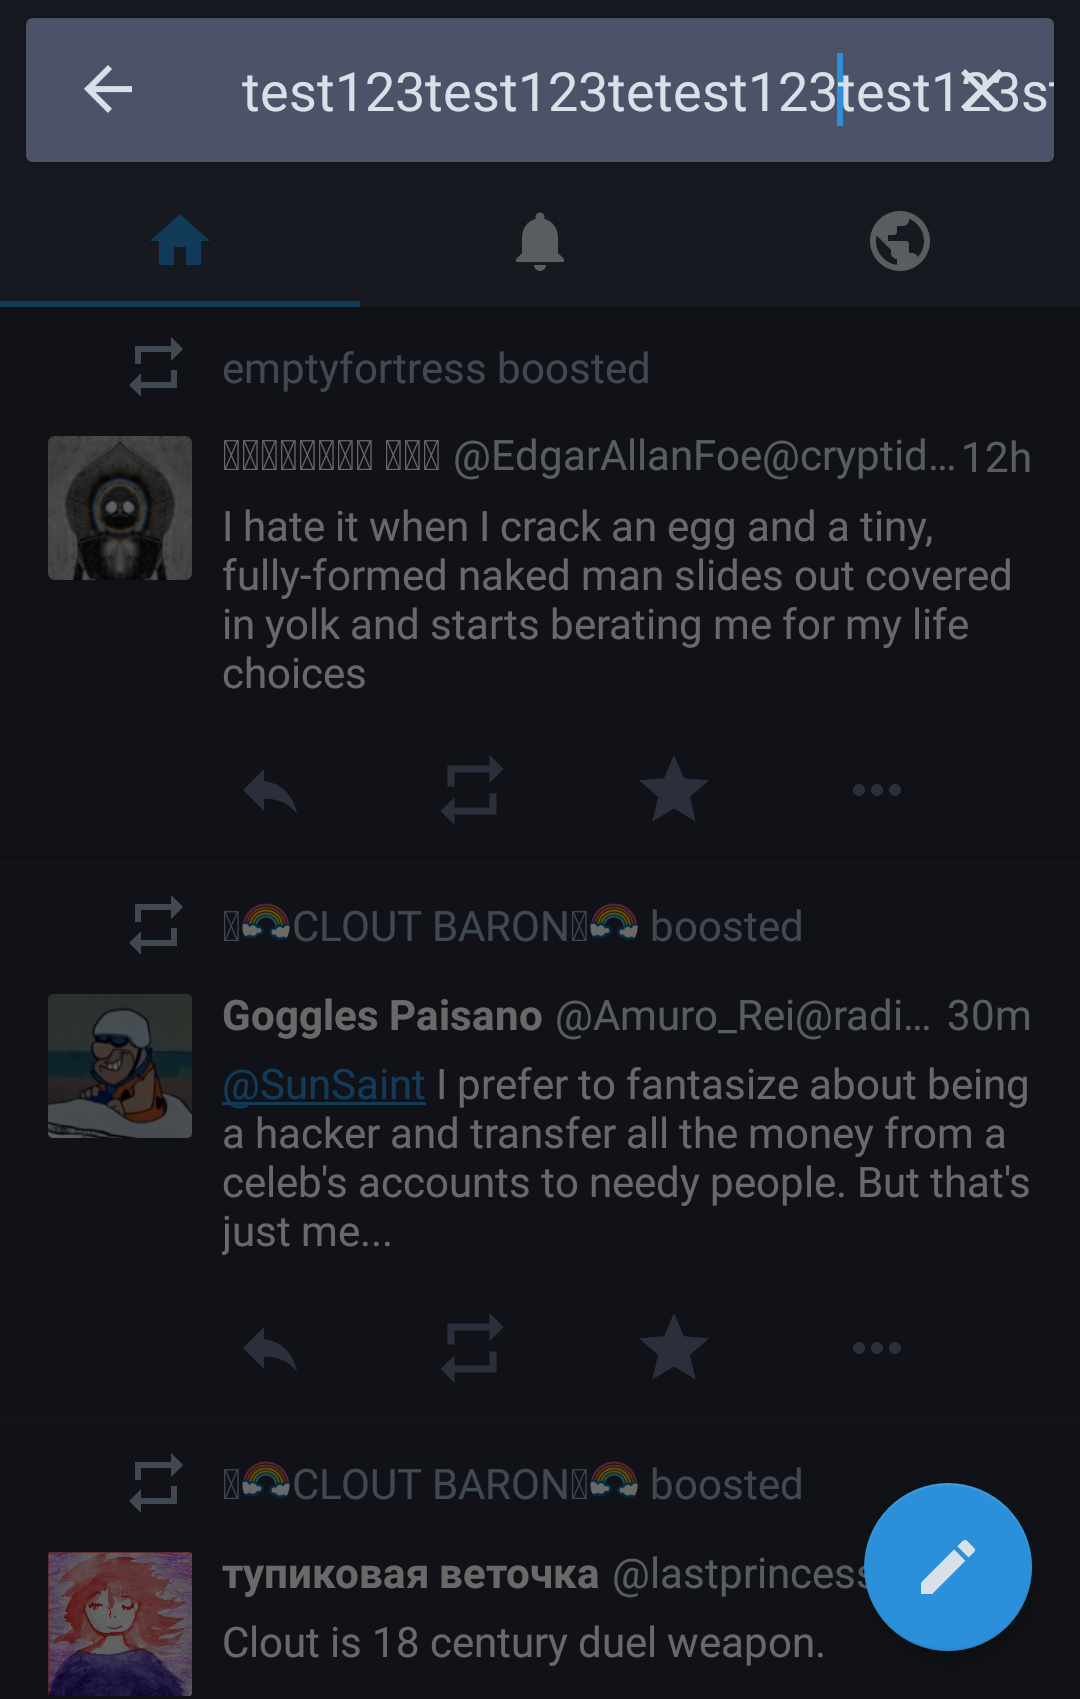 test123test123tetest123test123s
emptyfortress boosted
@EdgarAllanFoe@cryptid… 12h
I hate it when I crack an egg and a tiny,
fully-formed naked man slides out covered
in yolk and starts berating me for my life
choices
🌈CLOUT BARON🌈 boosted
Goggles Paisano @Amuro_Rei@radi… 30m
@SunSaint I prefer to fantasize about being
a hacker and transfer all the money from a
celeb's accounts to needy people. But that's
just me...
🌈CLOUT BARON🌈 boosted
тупиковая веточка @lastprincess
Clout is 18 century duel weapon.